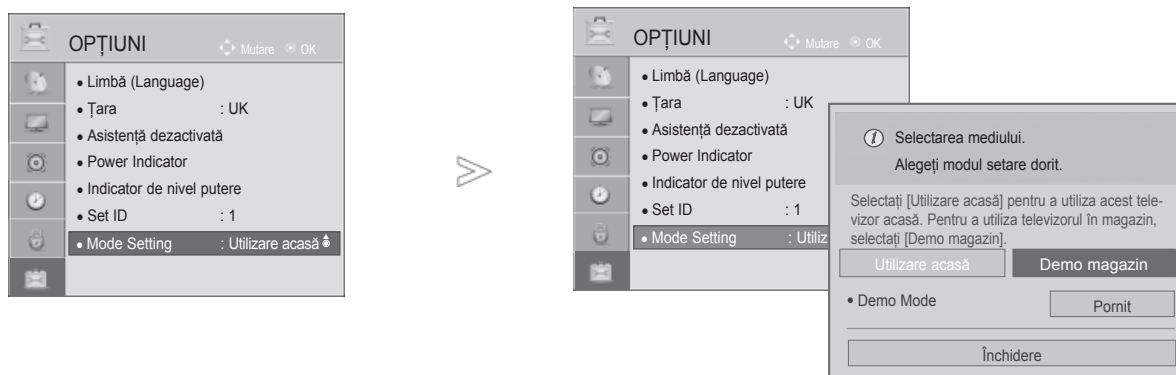 OPȚIUNI Mutare OK
• Limbă (Language)
• Țara : UK
• Asistență dezactivată
• Power Indicator
• Indicator de nivel putere
• Set ID : 1
• Mode Setting : Utilizare acasă
OPȚIUNI Mutare OK
• Limbă (Language)
• Țara : UK
• Asistență dezactivată
• Power Indicator
• Indicator de nivel putere
• Set ID : 1
• Mode Setting : Utiliz
Selectarea mediului.
Alegeți modul setare dorit.
Selectați [Utilizare acasă] pentru a utiliza acest tele-
vizor acasă. Pentru a utiliza televizorul în magazin,
selectați [Demo magazin].
Utilizare acasă Demo magazin
• Demo Mode Pornit
Închidere